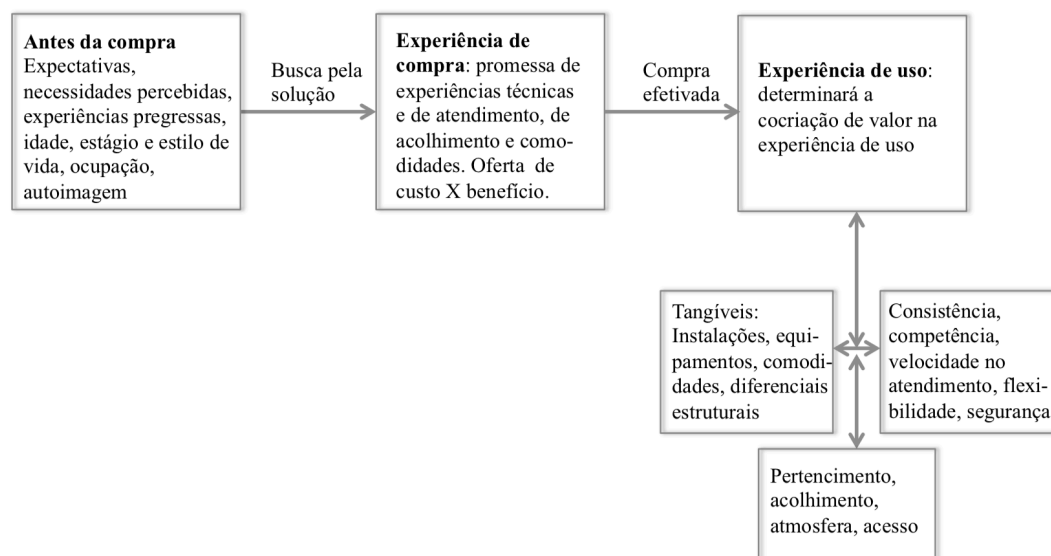 Antes da compra
Expectativas,
necessidades percebidas,
experiências pregressas,
idade, estágio e estilo de
vida, ocupação,
autoimagem
Busca pela
solução
Experiência de
compra: promessa de
experiências técnicas
e de atendimento, de
acolhimento e como-
didades. Oferta de
custo X benefício.
Compra
efetivada
Experiência de uso:
determinará a
cocriação de valor na
experiência de uso
Tangíveis:
Instalações, equi-
pamentos, comodi-
dades, diferenciais
estruturais
Consistência,
competência,
velocidade no
atendimento, flexi-
bilidade, segurança
Pertencimento,
acolhimento,
atmosfera, acesso